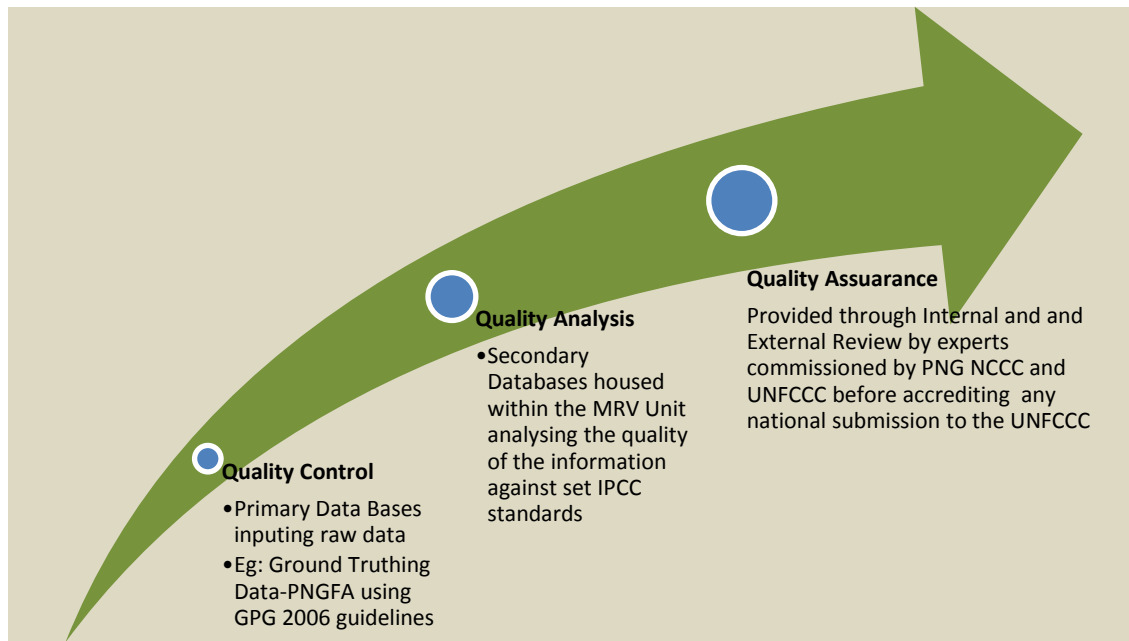 Quality Control
•Primary Data Bases
inputing raw data
•Eg: Ground Truthing
Data-PNGFA using
GPG 2006 guidelines
Quality Analysis
•Secondary
Databases housed
within the MRV Unit
analysing the quality
of the information
against set IPCC
standards
Quality Assuarance
Provided through Internal and and
External Review by experts
commissioned by PNG NCCC and
UNFCCC before accrediting any
national submission to the UNFCCC